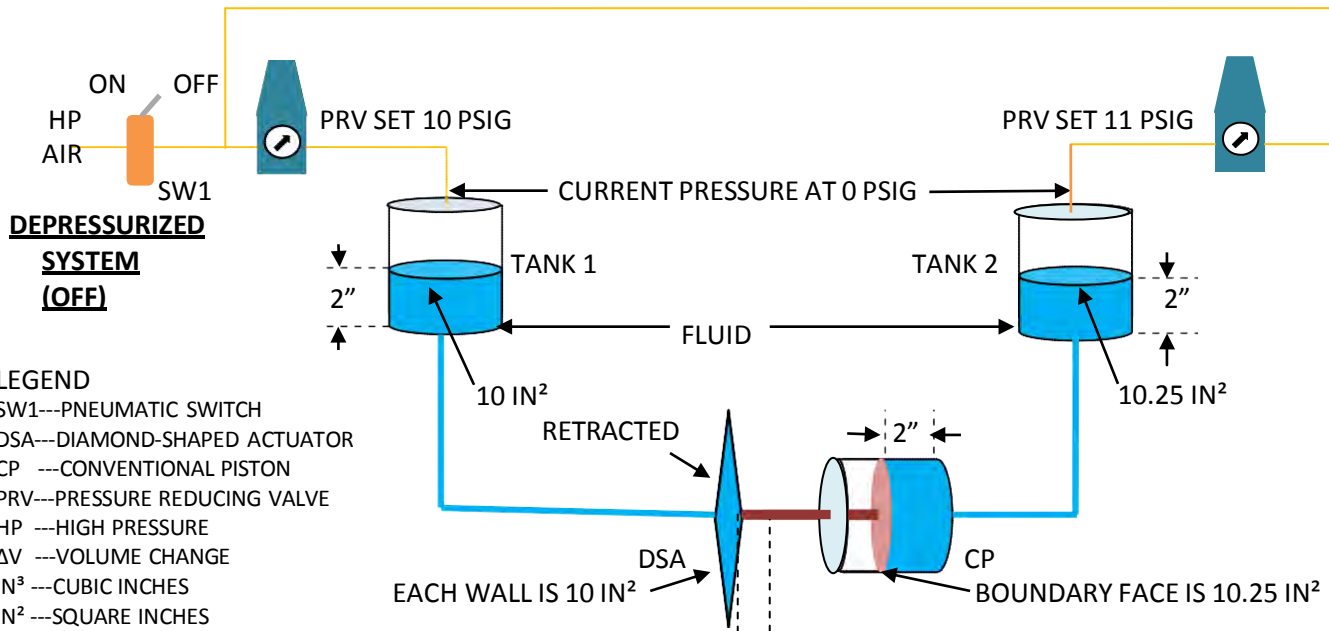 ON OFF
HP
AIR
SW1
PRV SET 10 PSIG
PRV SET 11 PSIG
CURRENT PRESSURE AT 0 PSIG
DEPRESSURIZED
SYSTEM
(OFF)
TANK 1
TANK 2
2”
2”
FLUID
10 IN²
10.25 IN²
LEGEND
SW1---PNEUMATIC SWITCH
DSA---DIAMOND-SHAPED ACTUATOR
CP ---CONVENTIONAL PISTON
PRV---PRESSURE REDUCING VALVE
HP ---HIGH PRESSURE
ΔV ---VOLUME CHANGE
IN³ ---CUBIC INCHES
IN² ---SQUARE INCHES
RETRACTED
2”
DSA
CP
EACH WALL IS 10 IN²
BOUNDARY FACE IS 10.25 IN²